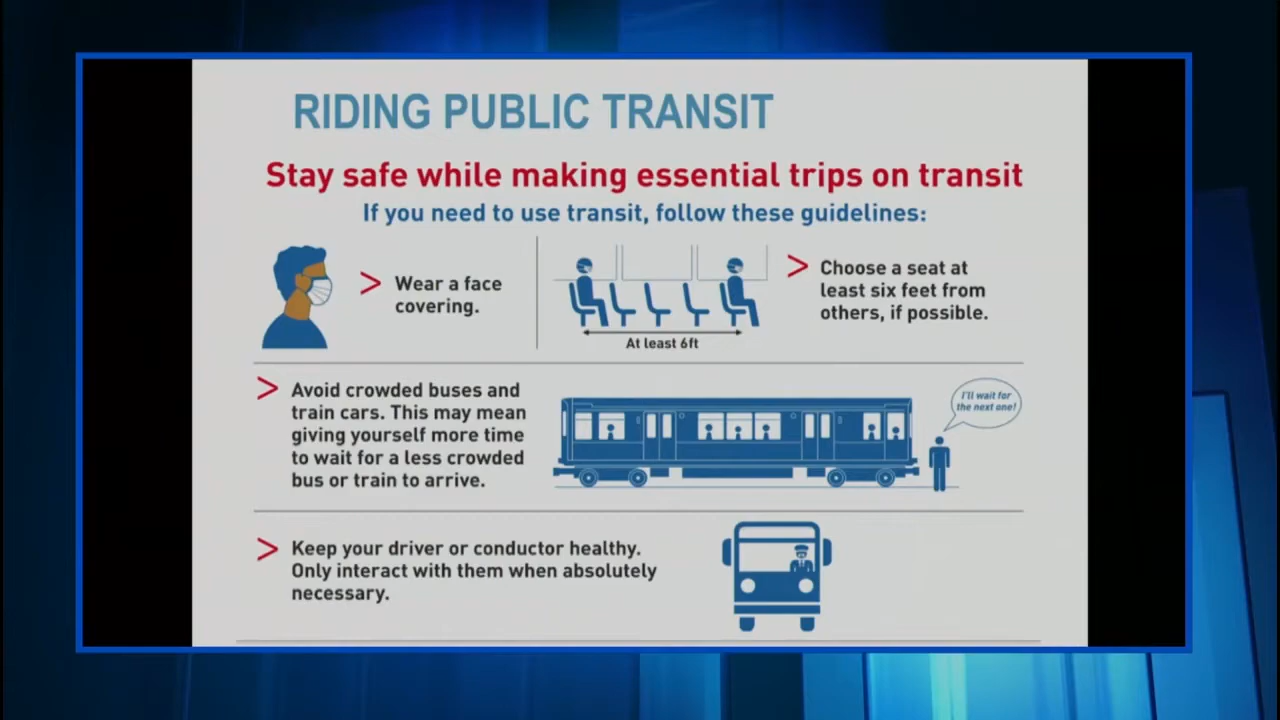 RIDING PUBLIC TRANSIT
Stay safe while making essential trips on transit
If you need to use transit, follow these guidelines:
> Wear a face
covering.
At least 6ft
> Choose a seat at
least six feet from
others, if possible.
> Avoid crowded buses and
train cars. This may mean
giving yourself more time
to wait for a less crowded
bus or train to arrive.
I'll wait for
the next one!
> Keep your driver or conductor healthy.
Only interact with them when absolutely
necessary.